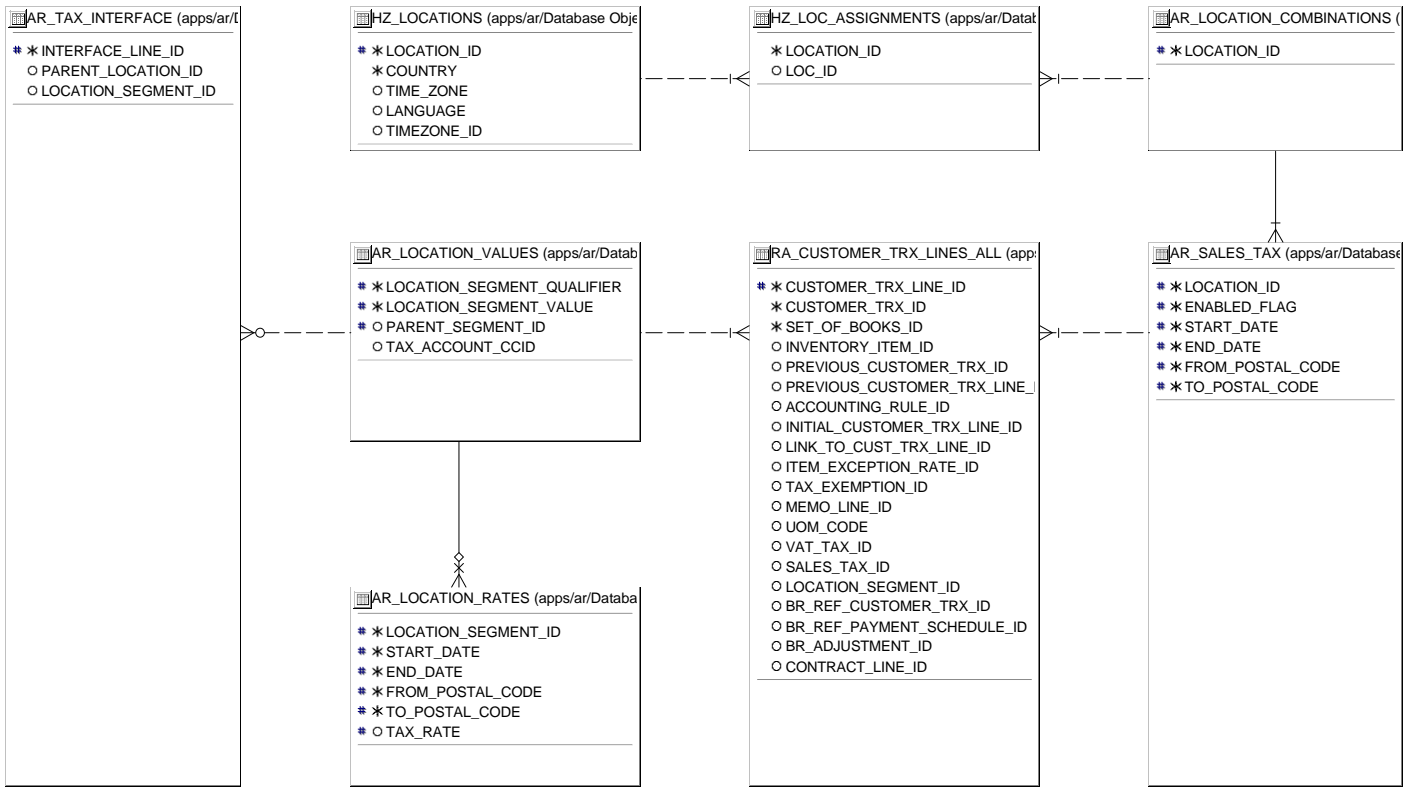 AR_TAX_INTERFACE (apps/ar/D
# * INTERFACE_LINE_ID
O PARENT_LOCATION_ID
O LOCATION_SEGMENT_ID
HZ_LOCATIONS (apps/ar/Database Obje
# * LOCATION_ID
* COUNTRY
O TIME_ZONE
O LANGUAGE
O TIMEZONE_ID
HZ_LOC_ASSIGNMENTS (apps/ar/Datab
* LOCATION_ID
O LOC_ID
AR_LOCATION_COMBINATIONS (
# * LOCATION_ID
AR_LOCATION_VALUES (apps/ar/Datab
# * LOCATION_SEGMENT_QUALIFIER
# * LOCATION_SEGMENT_VALUE
# O PARENT_SEGMENT_ID
O TAX_ACCOUNT_CCID
RA_CUSTOMER_TRX_LINES_ALL (apps
# * CUSTOMER_TRX_LINE_ID
* CUSTOMER_TRX_ID
* SET_OF_BOOKS_ID
O INVENTORY_ITEM_ID
O PREVIOUS_CUSTOMER_TRX_ID
O PREVIOUS_CUSTOMER_TRX_LINE_
O ACCOUNTING_RULE_ID
O INITIAL_CUSTOMER_TRX_LINE_ID
O LINK_TO_CUST_TRX_LINE_ID
O ITEM_EXCEPTION_RATE_ID
O TAX_EXEMPTION_ID
O MEMO_LINE_ID
O UOM_CODE
O VAT_TAX_ID
O SALES_TAX_ID
O LOCATION_SEGMENT_ID
O BR_REF_CUSTOMER_TRX_ID
O BR_REF_PAYMENT_SCHEDULE_ID
O BR_ADJUSTMENT_ID
O CONTRACT_LINE_ID
AR_SALES_TAX (apps/ar/Database
# * LOCATION_ID
# * ENABLED_FLAG
# * START_DATE
# * END_DATE
# * FROM_POSTAL_CODE
# * TO_POSTAL_CODE
AR_LOCATION_RATES (apps/ar/Databa
# * LOCATION_SEGMENT_ID
# * START_DATE
# * END_DATE
# * FROM_POSTAL_CODE
# * TO_POSTAL_CODE
# O TAX_RATE